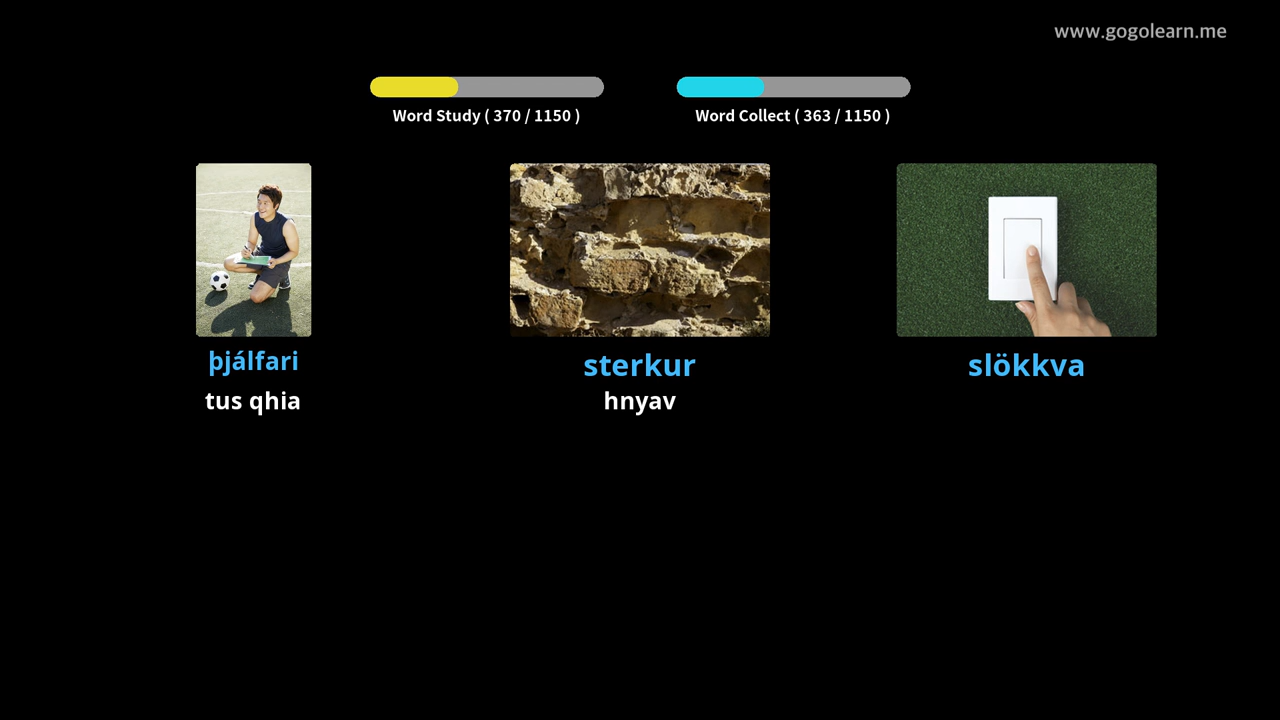 www.gogolearn.me
Word Study ( 370 / 1150 )
Word Collect ( 363 / 1150 )
þjálfari
sterkur
slökkva
tus qhia
hnyav